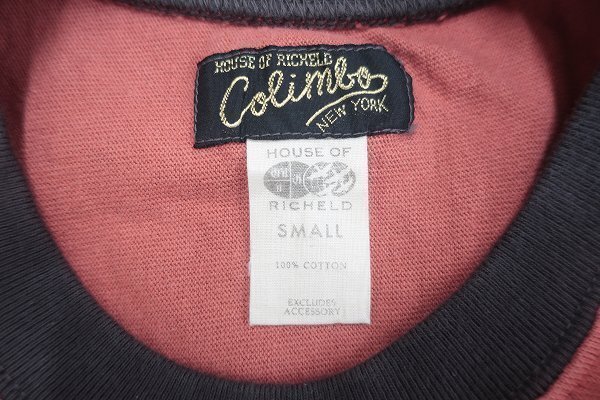 HOUSE OF RICHELD
Colimbo
NEW YORK
HOUSE OF
RICHELD
SMALL
100% COTTON
EXCLUDES
ACCESSORY